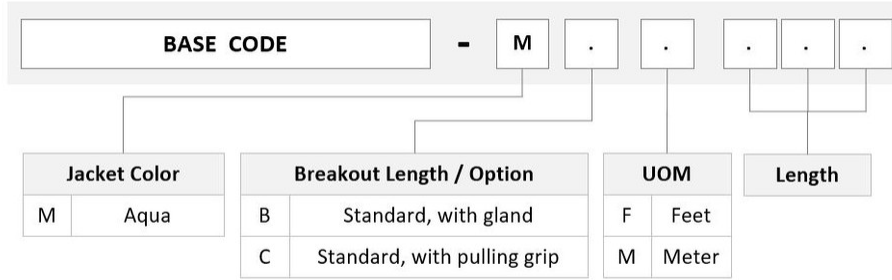 BASE CODE - M . . . . .
Jacket Color
M Aqua
Breakout Length / Option
B Standard, with gland
C Standard, with pulling grip
UOM
F Feet
M Meter
Length